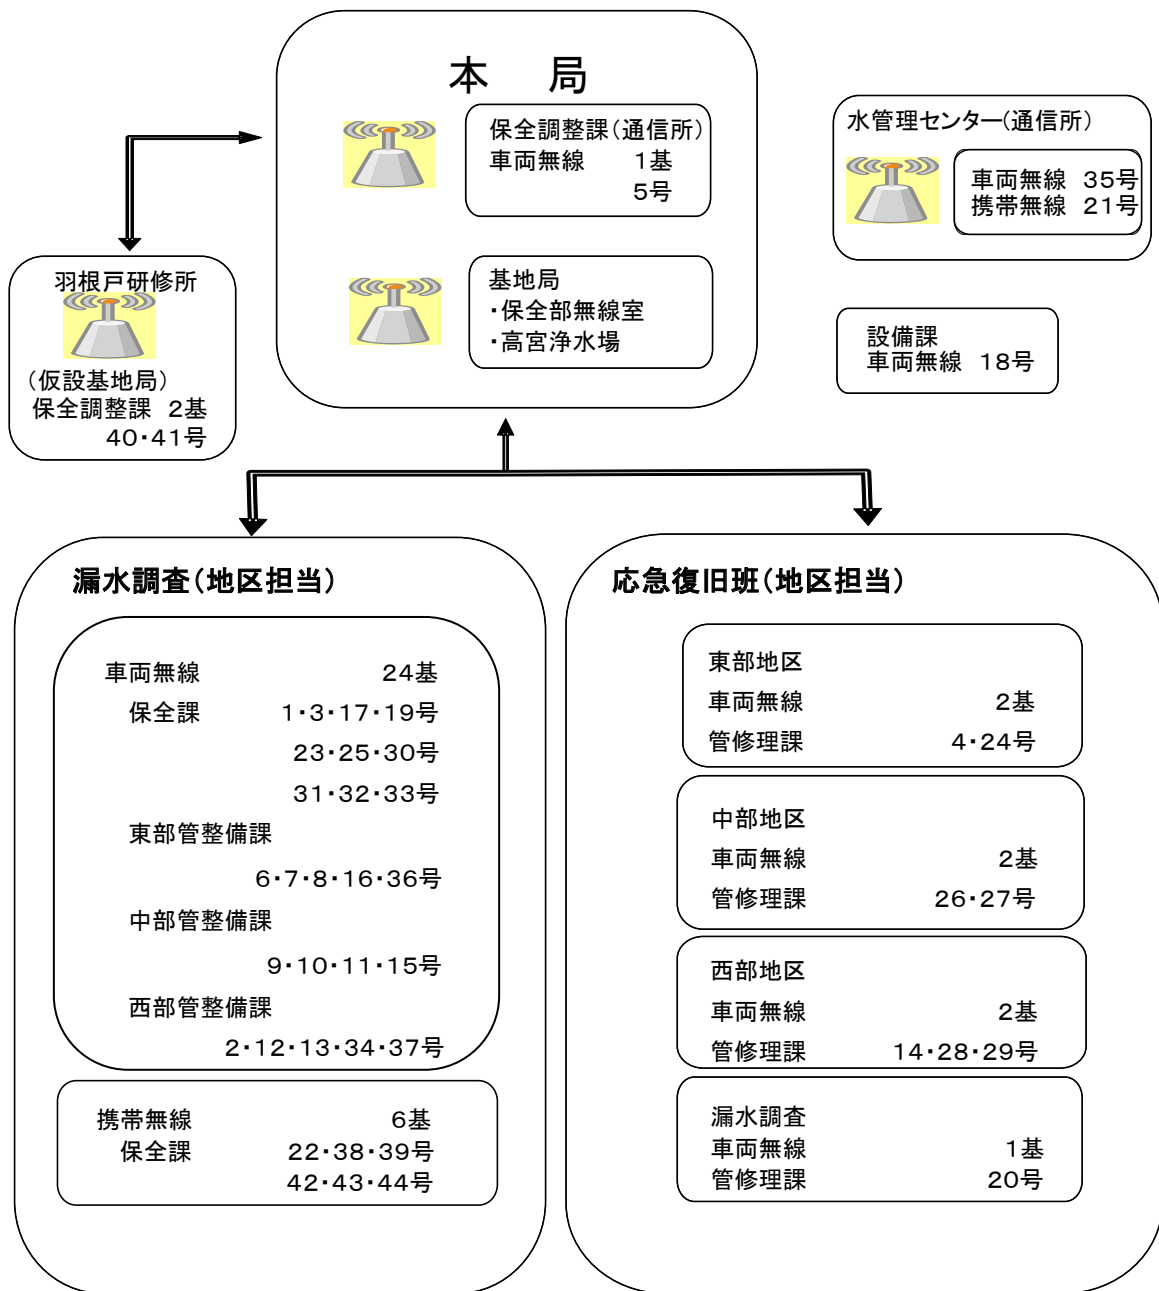 本　局
保全調整課(通信所)
車両無線　1基
5号
基地局
・保全部無線室
・高宮浄水場
水管理センター(通信所)
車両無線 35号
携帯無線 21号
設備課
車両無線 18号
羽根戸研修所
(仮設基地局)
保全調整課 2基
40・41号
漏水調査(地区担当)
車両無線　24基
保全課　1・3・17・19号
23・25・30号
31・32・33号
東部管整備課
6・7・8・16・36号
中部管整備課
9・10・11・15号
西部管整備課
2・12・13・34・37号
携帯無線　6基
保全課　22・38・39号
42・43・44号
応急復旧班(地区担当)
東部地区
車両無線　2基
管修理課　4・24号
中部地区
車両無線　2基
管修理課　26・27号
西部地区
車両無線　2基
管修理課　14・28・29号
漏水調査
車両無線　1基
管修理課　20号